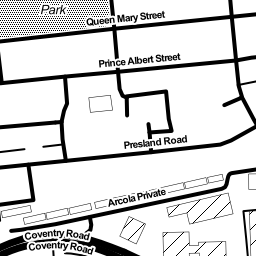 Park
Queen Mary Street
Prince Albert Street
Presland Road
Arcola Private
Coventry Road
Coventry Road